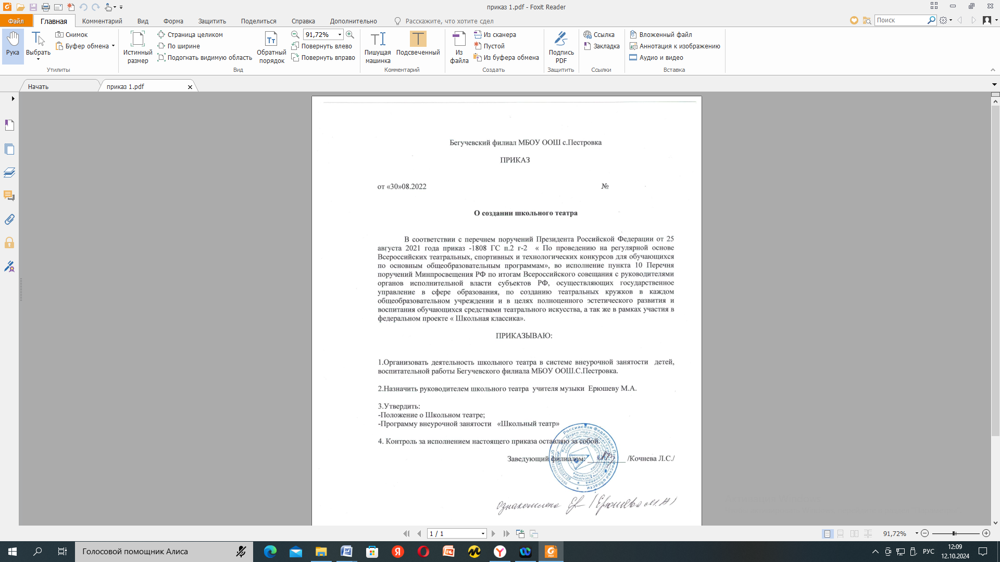 приказ 1.pdf - Foxit Reader
Файл Главная Комментарий Вид Форма Защитить Поделиться Справка Дополнительно Расскажите, что хотите сдел Поиск
Рука
Выбрать
Снимок
Буфер обмена
Утилиты
Истинный размер
Страница целиком
По ширине
Подогнать видимую область
Обратный порядок
91,72%
Повернуть влево
Повернуть вправо
Вид
Пишущая машинка
Подсвеченный
Комментарий
Из файла
Из сканера
Пустой
Из буфера обмена
Создать
Подпись PDF
Защитить
Ссылка
Закладка
Ссылки
Вложенный файл
Аннотация к изображению
Аудио и видео
Вставка
Начать приказ 1.pdf
Бегучевский филиал МБОУ ООШ с.Пестровка
ПРИКАЗ
от «30»08.2022 №
О создании школьного театра
В соответствии с перечнем поручений Президента Российской Федерации от 25
августа 2021 года приказ -1808 ГС п.2 г-2 « По проведению на регулярной основе
Всероссийских театральных, спортивных и технологических конкурсов для обучающихся
по основным общеобразовательным программам», во исполнение пункта 10 Перечня
поручений Минпросвещения РФ по итогам Всероссийского совещания с руководителями
органов исполнительной власти субъектов РФ, осуществляющих государственное
управление в сфере образования, по созданию театральных кружков в каждом
общеобразовательном учреждении и в целях полноценного эстетического развития и
воспитания обучающихся средствами театрального искусства, а так же в рамках участия в
федеральном проекте « Школьная классика».
ПРИКАЗЫВАЮ:
1.Организовать деятельность школьного театра в системе внеурочной занятости детей,
воспитательной работы Бегучевского филиала МБОУ ООШ.С.Пестровка.
2.Назначить руководителем школьного театра учителя музыки Ерюшеву М.А.
3.Утвердить:
-Положение о Школьном театре;
-Программу внеурочной занятости «Школьный театр»
4. Контроль за исполнением настоящего приказа оставляю за собой.
Заведующий филиалом: /Кочнева Л.С./
Российская Федерация Пензенской области
ознакомлена Ер /Ерюшева М.А/
1 / 1
91,72%
Голосовой помощник Алиса
РУС
12:09
12.10.2024